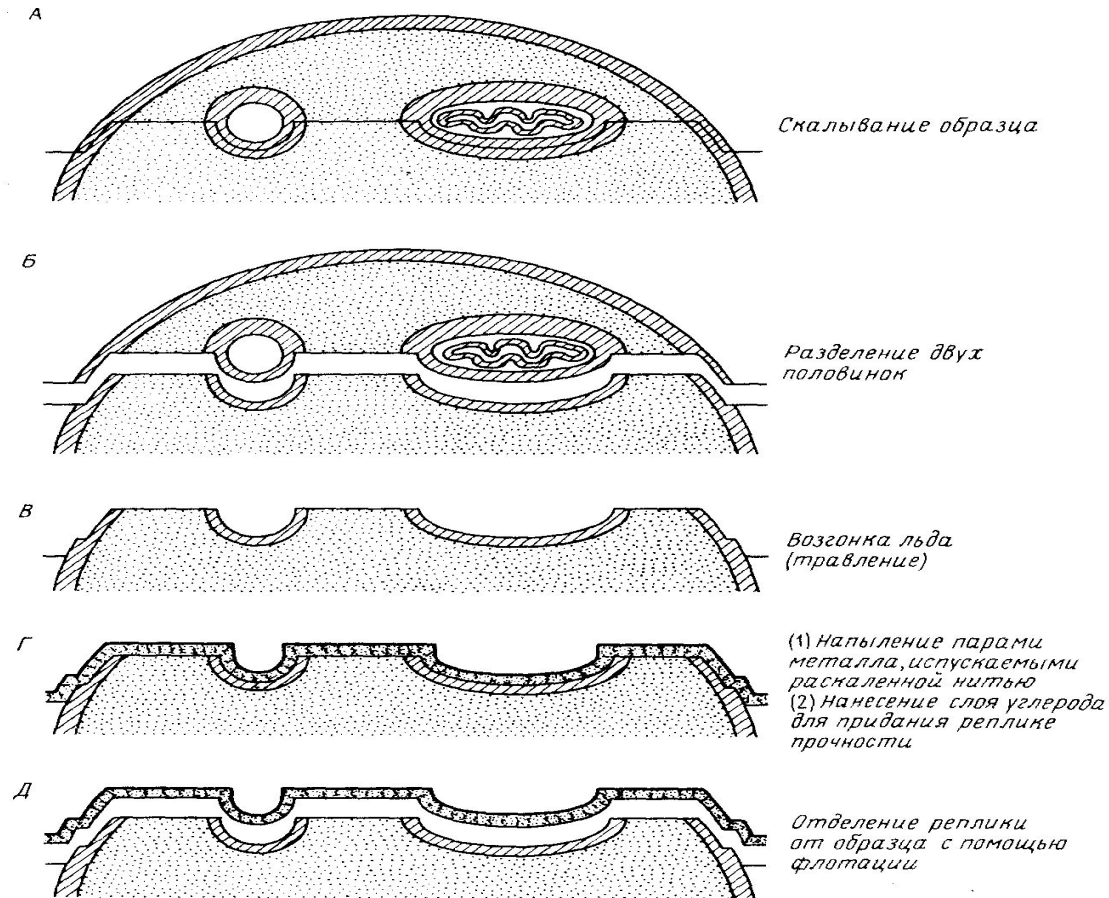 А
Скалывание образца
Б
Разделение двух
половинок
В
Возгонка льда
(травление)
Г
(1) Напыление парами
металла, испускаемыми
раскаленной нитью
(2) Нанесение слоя углерода
для придания реплике
прочности
Д
Отделение реплики
от образца с помощью
флотации